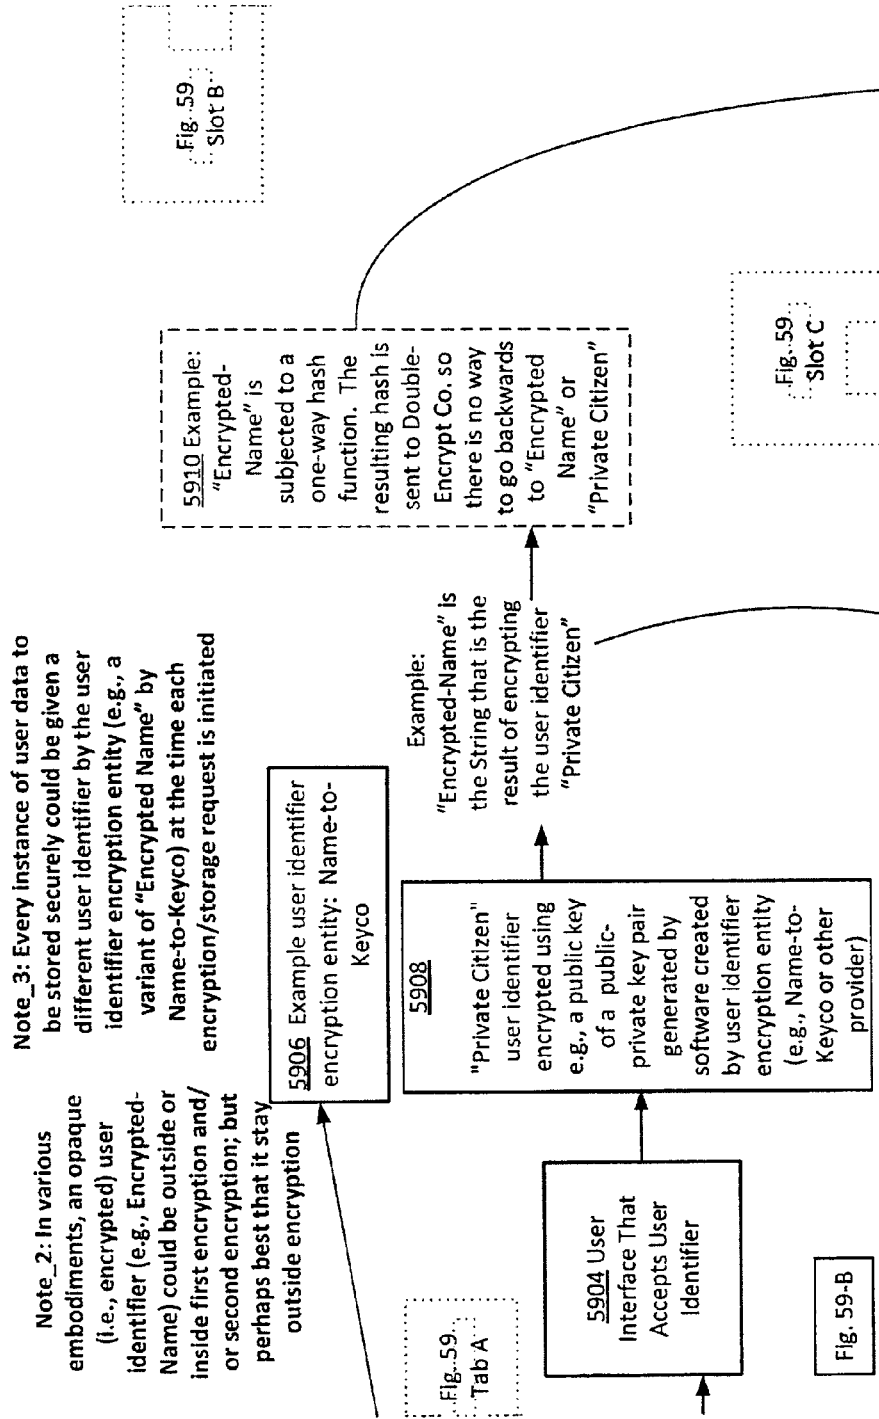 Note_2: In various
embodiments, an opaque
(i.e., encrypted) user
identifier (e.g., Encrypted-
Name) could be outside or
inside first encryption and/
or second encryption; but
perhaps best that it stay
outside encryption
Note_3: Every instance of user data to
be stored securely could be given a
different user identifier by the user
identifier encryption entity (e.g., a
variant of “Encrypted Name” by
Name-to-Keyco) at the time each
encryption/storage request is initiated
Fig. 59
Slot B
Fig. 59
Tab A
5906 Example user identifier
encryption entity: Name-to-
Keyco
5904 User
Interface That
Accepts User
Identifier
5908
"Private Citizen"
user identifier
encrypted using
e.g., a public key
of a public-
private key pair
generated by
software created
by user identifier
encryption entity
(e.g., Name-to-
Keyco or other
provider)
Example:
“Encrypted-Name” is
the String that is the
result of encrypting
the user identifier
“Private Citizen”
5910 Example:
“Encrypted-
Name” is
subjected to a
one-way hash
function. The
resulting hash is
sent to Double-
Encrypt Co. so
there is no way
to go backwards
to “Encrypted
Name” or
“Private Citizen”
Fig. 59
Slot C
Fig. 59-B